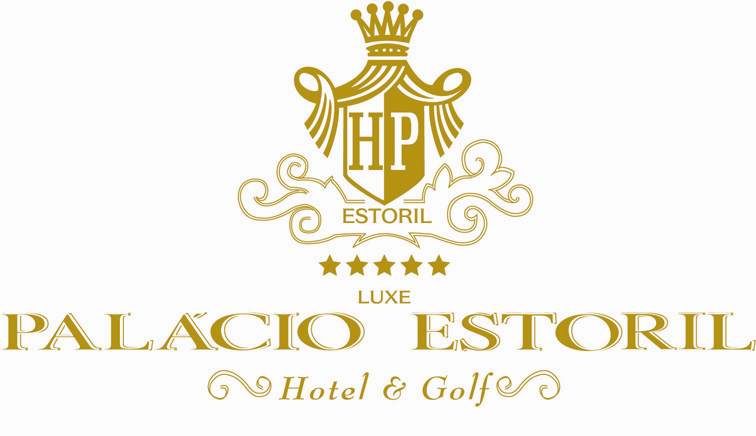 HP
ESTORIL
LUXE
PALÁCIO ESTORIL
Hotel & Golf